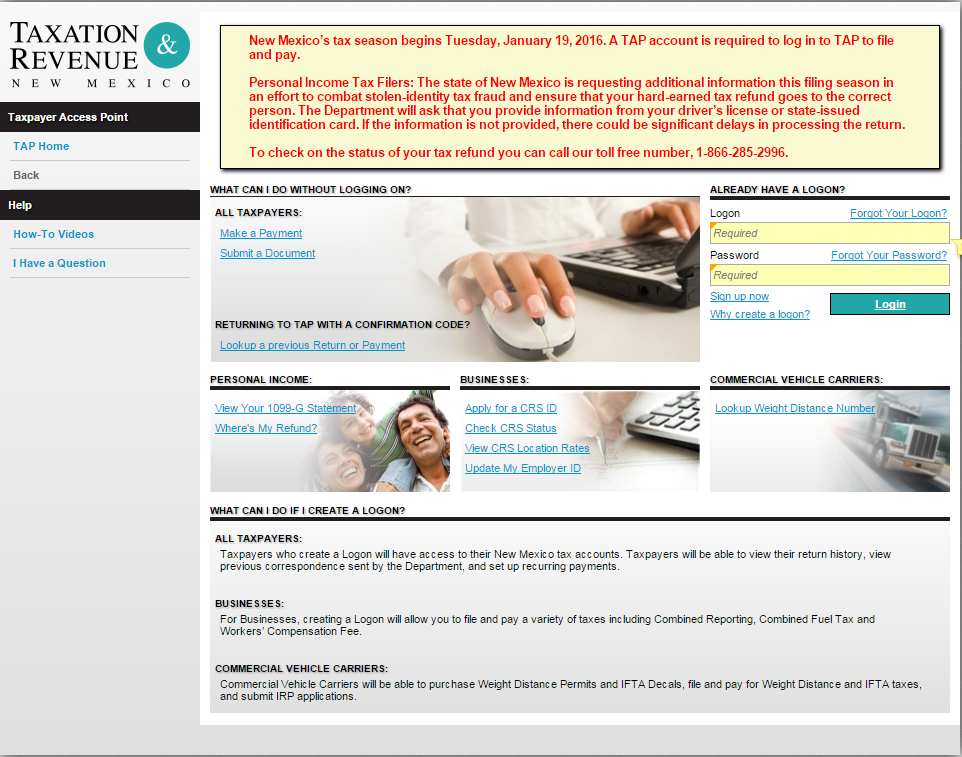 TAXATION
&
REVENUE
NEW MEXICO
Taxpayer Access Point
TAP Home
Back
Help
How-To Videos
I Have a Question
New Mexico's tax season begins Tuesday, January 19, 2016. A TAP account is required to log in to TAP to file
and pay.
Personal Income Tax Filers: The state of New Mexico is requesting additional information this filing season in
an effort to combat stolen-identity tax fraud and ensure that your hard-earned tax refund goes to the correct
person. The Department will ask that you provide information from your driver's license or state-issued
identification card. If the information is not provided, there could be significant delays in processing the return.
To check on the status of your tax refund you can call our toll free number, 1-866-285-2996.
WHAT CAN I DO WITHOUT LOGGING ON?
ALL TAXPAYERS:
Make a Payment
Submit a Document
RETURNING TO TAP WITH A CONFIRMATION CODE?
Lookup a previous Return or Payment
ALREADY HAVE A LOGON?
Logon Forgot Your Logon?
Required
Password Forgot Your Password?
Required
Sign up now
Login
Why create a logon?
PERSONAL INCOME:
View Your 1099-G Statement
Where's My Refund?
BUSINESSES:
Apply for a CRS ID
Check CRS Status
View CRS Location Rates
Update My Employer ID
COMMERCIAL VEHICLE CARRIERS:
Lookup Weight Distance Number
WHAT CAN I DO IF I CREATE A LOGON?
ALL TAXPAYERS:
Taxpayers who create a Logon will have access to their New Mexico tax accounts. Taxpayers will be able to view their return history, view
previous correspondence sent by the Department, and set up recurring payments.
BUSINESSES:
For Businesses, creating a Logon will allow you to file and pay a variety of taxes including Combined Reporting, Combined Fuel Tax and
Workers' Compensation Fee.
COMMERCIAL VEHICLE CARRIERS:
Commercial Vehicle Carriers will be able to purchase Weight Distance Permits and IFTA Decals, file and pay for Weight Distance and IFTA taxes,
and submit IRP applications.